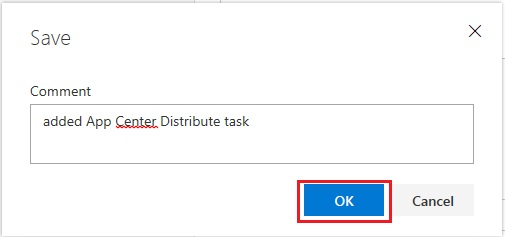 Save
Comment
added App Center Distribute task
OK
Cancel